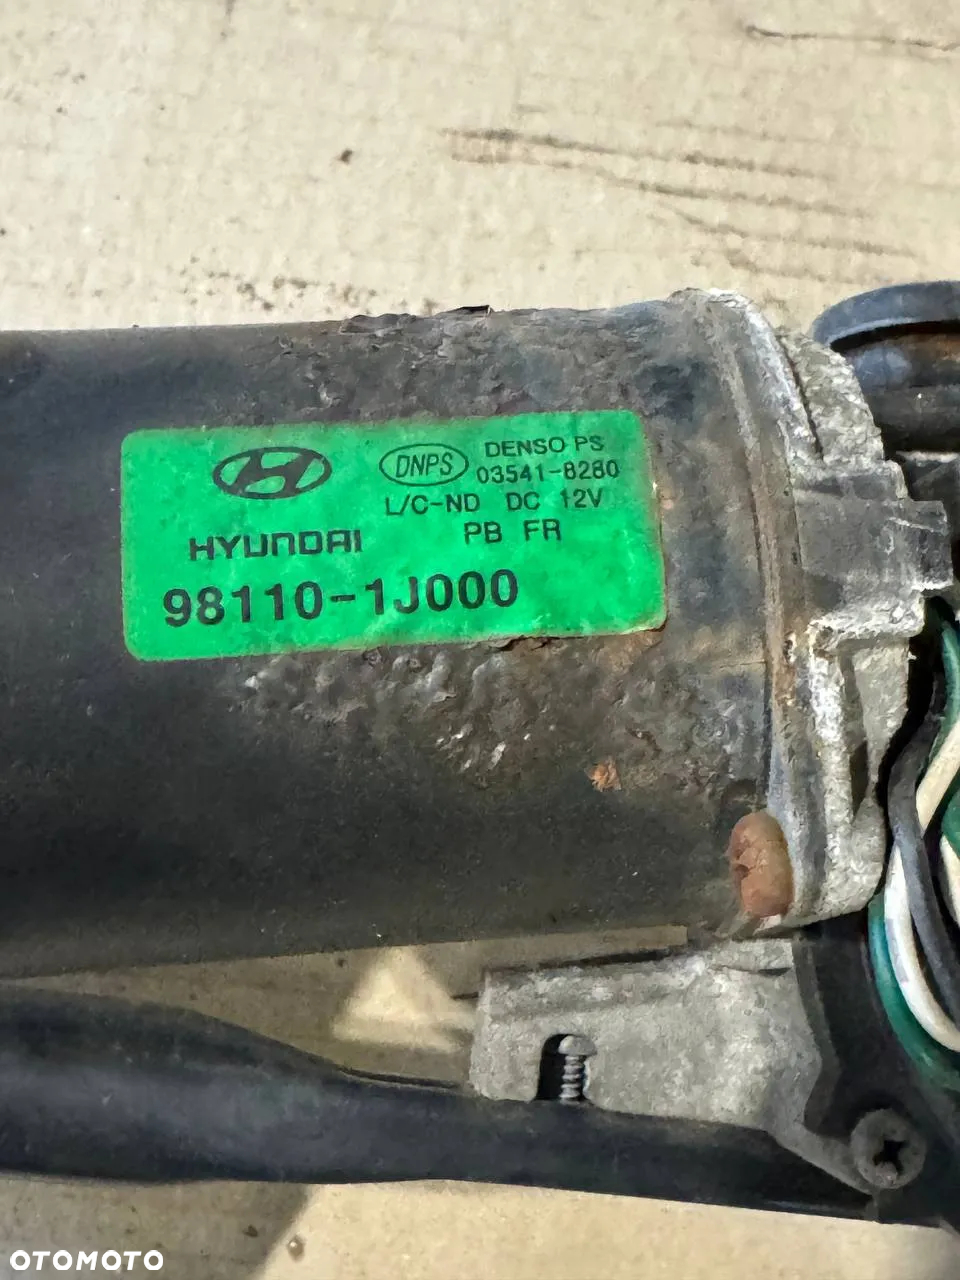 DNPS DENSO PS
03541-8280
L/C-ND DC 12V
HYUNDAI PB FR
98110-1J000
OTOMOTO